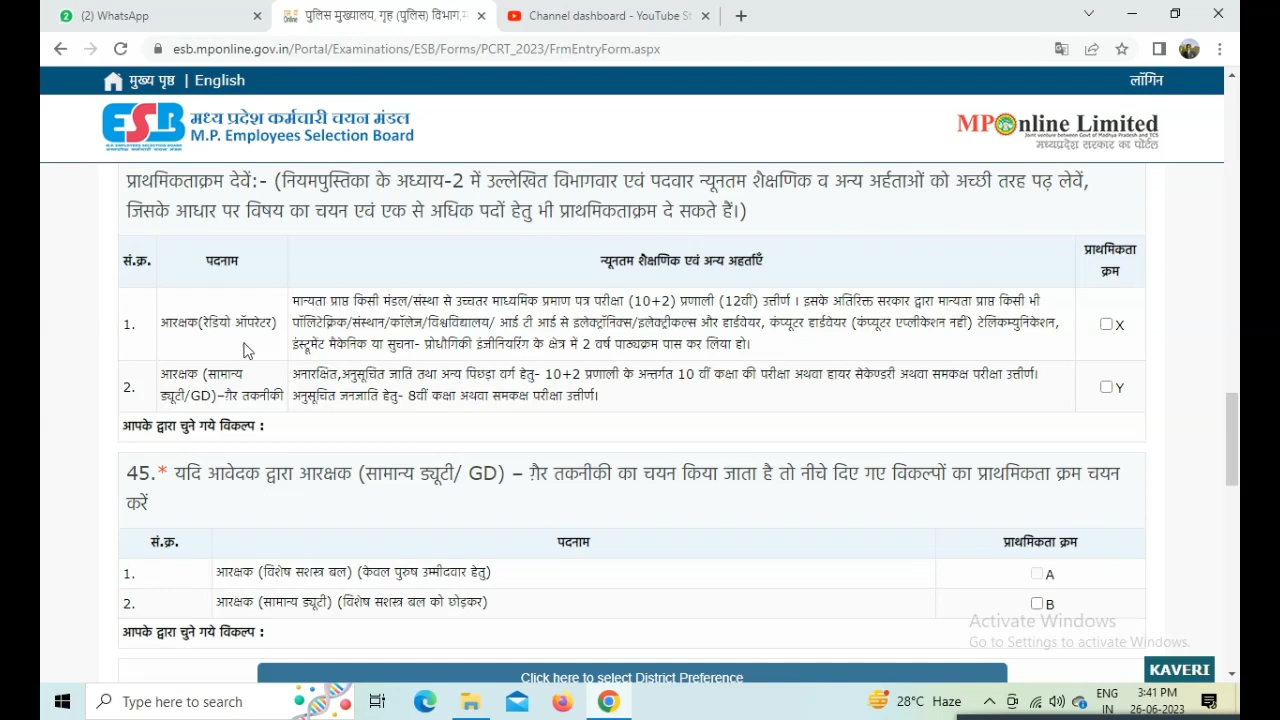 (2) WhatsApp
पुलिस मुख्यालय, गृह (पुलिस) विभाग,म
Channel dashboard - YouTube St
esb.mponline.gov.in/Portal/Examinations/ESB/Forms/PCRT_2023/FrmEntryForm.aspx
मुख्य पृष्ठ | English
लॉगिन
ESB
मध्य प्रदेश कर्मचारी चयन मंडल
M.P. Employees Selection Board
MPOnline Limited
Joint venture between Govt of Madhya Pradesh and TCS
मध्यप्रदेश सरकार का पोर्टल
प्राथमिकताक्रम देवें:- (नियमपुस्तिका के अध्याय-2 में उल्लेखित विभागवार एवं पदवार न्यूनतम शैक्षणिक व अन्य अर्हताओं को अच्छी तरह पढ़ लेवें,
जिसके आधार पर विषय का चयन एवं एक से अधिक पदों हेतु भी प्राथमिकताक्रम दे सकते हैं।)
सं.क्र.
पदनाम
न्यूनतम शैक्षणिक एवं अन्य अहर्ताएँ
प्राथमिकता
क्रम
1.
आरक्षक(रेडियो ऑपरेटर)
मान्यता प्राप्त किसी मंडल/संस्था से उच्चतर माध्यमिक प्रमाण पत्र परीक्षा (10+2) प्रणाली (12वीं) उत्तीर्ण । इसके अतिरिक्त सरकार द्वारा मान्यता प्राप्त किसी भी
पॉलिटेक्निक/संस्थान/कॉलेज/विश्वविद्यालय/ आई टी आई से इलेक्ट्रॉनिक्स/इलेक्ट्रीकल्स और हार्डवेयर, कंप्यूटर हार्डवेयर (कंप्यूटर एप्लीकेशन नहीं) टेलिकम्युनिकेशन,
इंस्ट्रूमेंट मैकेनिक या सुचना- प्रोधौगिकी इंजीनियरिंग के क्षेत्र में 2 वर्ष पाठ्यक्रम पास कर लिया हो।
X
2.
आरक्षक (सामान्य
ड्यूटी/GD)–ग़ैर तकनीकी
अनारक्षित,अनुसूचित जाति तथा अन्य पिछड़ा वर्ग हेतु- 10+2 प्रणाली के अन्तर्गत 10 वीं कक्षा की परीक्षा अथवा हायर सेकेण्डरी अथवा समकक्ष परीक्षा उत्तीर्ण।
अनुसूचित जनजाति हेतु- 8वीं कक्षा अथवा समकक्ष परीक्षा उत्तीर्ण।
Y
आपके द्वारा चुने गये विकल्प :
45.* यदि आवेदक द्वारा आरक्षक (सामान्य ड्यूटी/ GD) – ग़ैर तकनीकी का चयन किया जाता है तो नीचे दिए गए विकल्पों का प्राथमिकता क्रम चयन
करें
सं.क्र.
पदनाम
प्राथमिकता क्रम
1.
आरक्षक (विशेष सशस्त्र बल) (केवल पुरुष उम्मीदवार हेतु)
A
2.
आरक्षक (सामान्य ड्यूटी) (विशेष सशस्त्र बल को छोड़कर)
B
आपके द्वारा चुने गये विकल्प :
Activate Windows
Go to Settings to activate Windows.
Click here to select District Preference
KAVERI
Type here to search
28°C Haze
ENG
IN
3:41 PM
26-06-2023